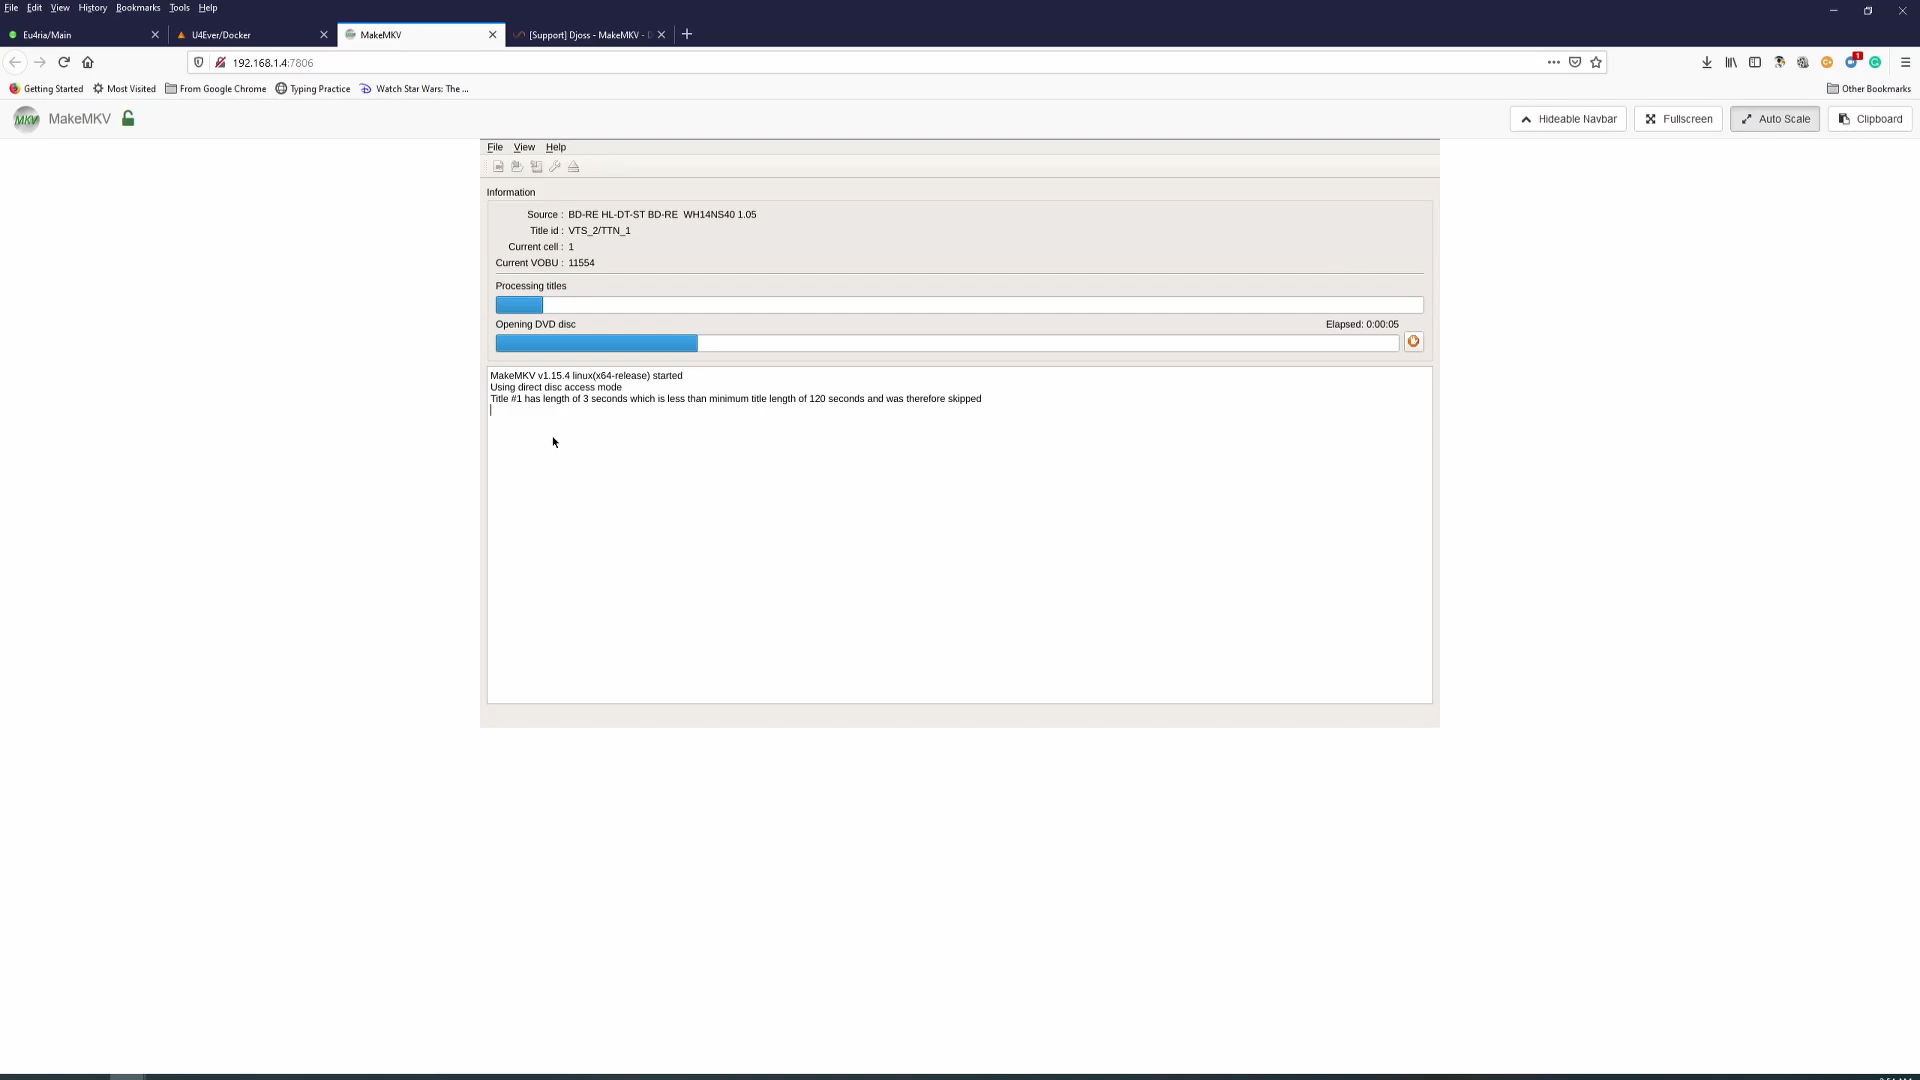 File Edit View History Bookmarks Tools Help
Eu4ria/Main U4Ever/Docker MakeMKV [Support] Djoss - MakeMKV -
192.168.1.4:7806
1
Getting Started Most Visited From Google Chrome Typing Practice Watch Star Wars: The ... Other Bookmarks
MKV MakeMKV Hideable Navbar Fullscreen Auto Scale Clipboard
File View Help
Information
Source : BD-RE HL-DT-ST BD-RE WH14NS40 1.05
Title id : VTS_2/TTN_1
Current cell : 1
Current VOBU : 11554
Processing titles
Opening DVD disc Elapsed: 0:00:05
MakeMKV v1.15.4 linux(x64-release) started
Using direct disc access mode
Title #1 has length of 3 seconds which is less than minimum title length of 120 seconds and was therefore skipped